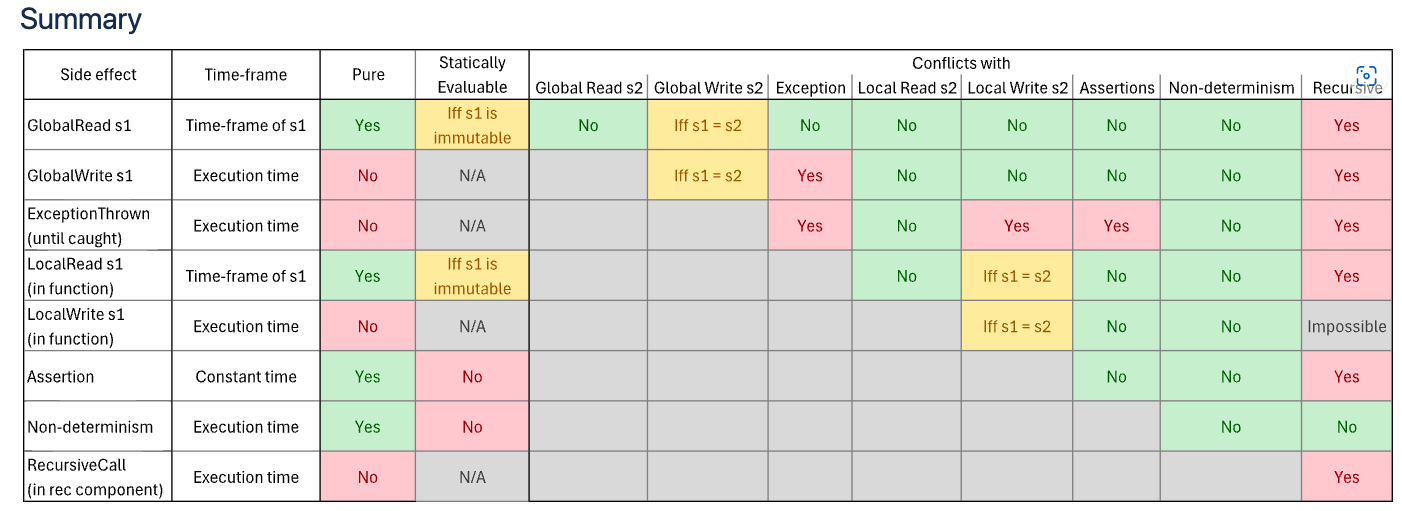 Summary
Side effect Time-frame Pure Statically Evaluable Conflicts with
Global Read s2 Global Write s2 Exception Local Read s2 Local Write s2 Assertions Non-determinism Recursive
GlobalRead s1 Time-frame of s1 Yes Iff s1 is immutable No Iff s1 = s2 No No No No No Yes
GlobalWrite s1 Execution time No N/A Iff s1 = s2 Yes No No No No Yes
ExceptionThrown (until caught) Execution time No N/A Yes No Yes Yes No Yes
LocalRead s1 (in function) Time-frame of s1 Yes Iff s1 is immutable No Iff s1 = s2 No No Yes
LocalWrite s1 (in function) Execution time No N/A Iff s1 = s2 No No Impossible
Assertion Constant time Yes No No No Yes
Non-determinism Execution time Yes No No No
RecursiveCall (in rec component) Execution time No N/A Yes